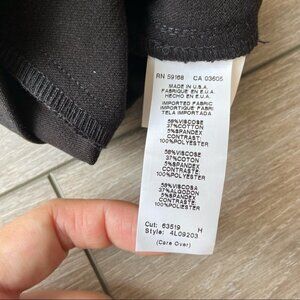 RN 59168 CA 03605
MADE IN U.S.A.
FABRIQUE EN E.U.A.
HECHO EN E.U.A.
IMPORTED FABRIC
IMPORTUE FABRIC
TELA IMPORTADA
58%VISCOSE
37%COTTON
5%SPANDEX
CONTRAST:
100%POLYESTER
58%VISCOSE
37%COTON
5%SPANDEX
CONTRASTE:
100%POLYESTER
58%VISCOSA
37%ALGODON
5%SPANDEX
CONTRASTE:
100%POLIESTER
Cut: 63519 H
Style: 4L09203
(Care Over)